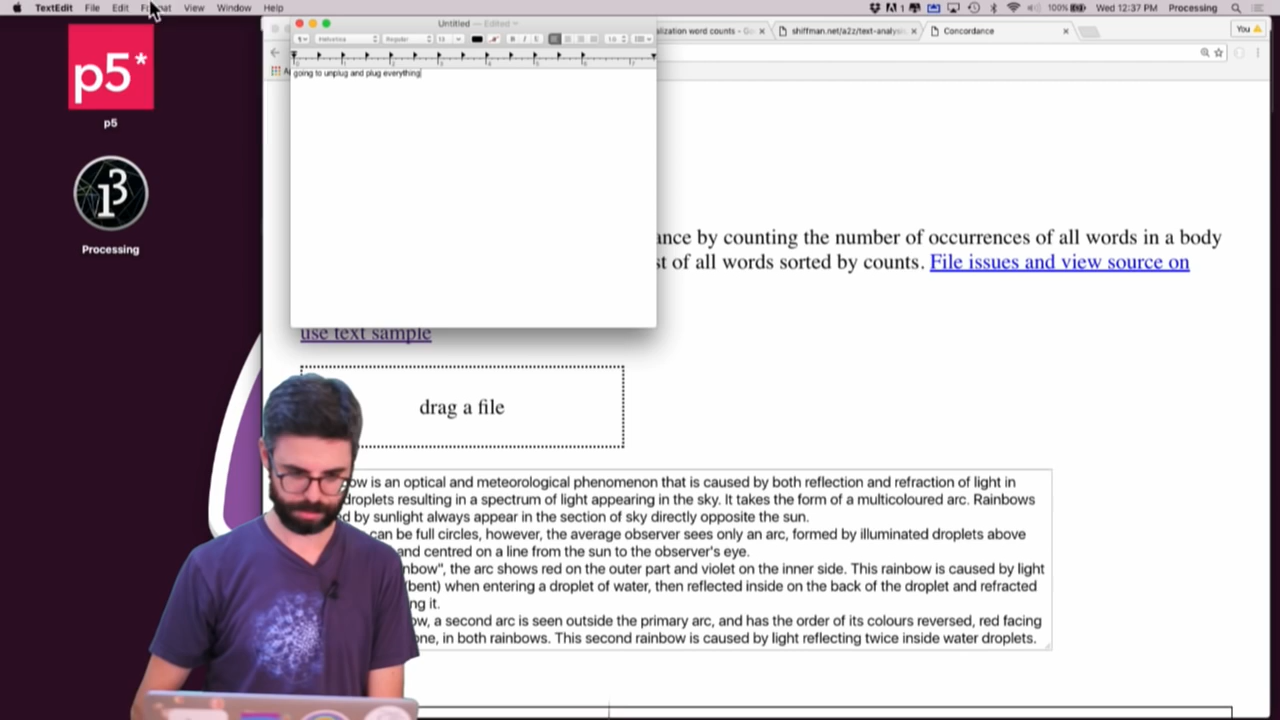 TextEdit File Edit Format View Window Help
1 100% Wed 12:37 PM Processing
Untitled — Edited
lization word counts - Go
shiffman.net/a2z/text-analysi
Concordance
You
Helvetica Regular
B I U 1.0
going to unplug and plug everything
p5*
p5
Processing
ance by counting the number of occurrences of all words in a body
st of all words sorted by counts. File issues and view source on
use text sample
drag a file
ow is an optical and meteorological phenomenon that is caused by both reflection and refraction of light in
droplets resulting in a spectrum of light appearing in the sky. It takes the form of a multicoloured arc. Rainbows
d by sunlight always appear in the section of sky directly opposite the sun.
can be full circles, however, the average observer sees only an arc, formed by illuminated droplets above
and centred on a line from the sun to the observer's eye.
nbow", the arc shows red on the outer part and violet on the inner side. This rainbow is caused by light
(bent) when entering a droplet of water, then reflected inside on the back of the droplet and refracted
ng it.
ow, a second arc is seen outside the primary arc, and has the order of its colours reversed, red facing
one, in both rainbows. This second rainbow is caused by light reflecting twice inside water droplets.